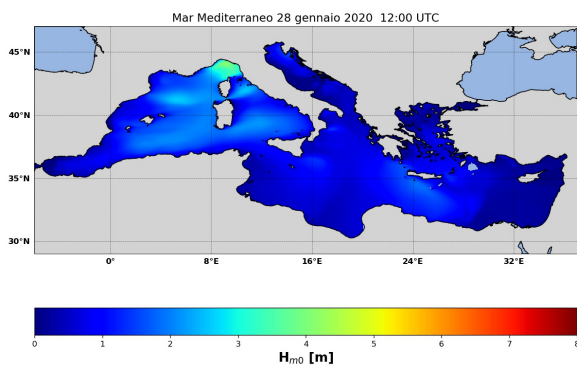 Mar Mediterraneo 28 gennaio 2020 12:00 UTC
45°N
40°N
35°N
30°N
0° 8°E 16°E 24°E 32°E
0 1 2 3 4 5 6 7 8
Hm0 [m]